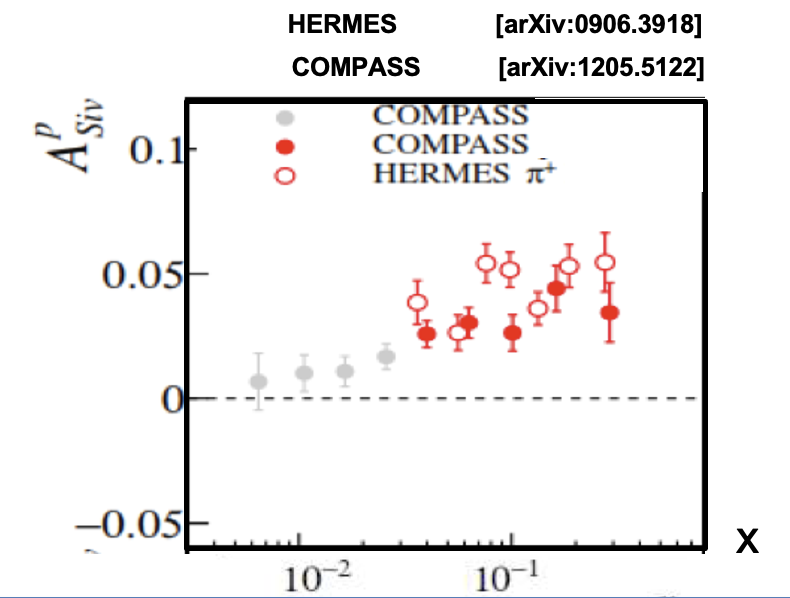 HERMES [arXiv:0906.3918]
COMPASS [arXiv:1205.5122]
A^p_Siv
COMPASS
COMPASS
HERMES π⁺
0.1
0.05
0
−0.05
10⁻² 10⁻¹
X